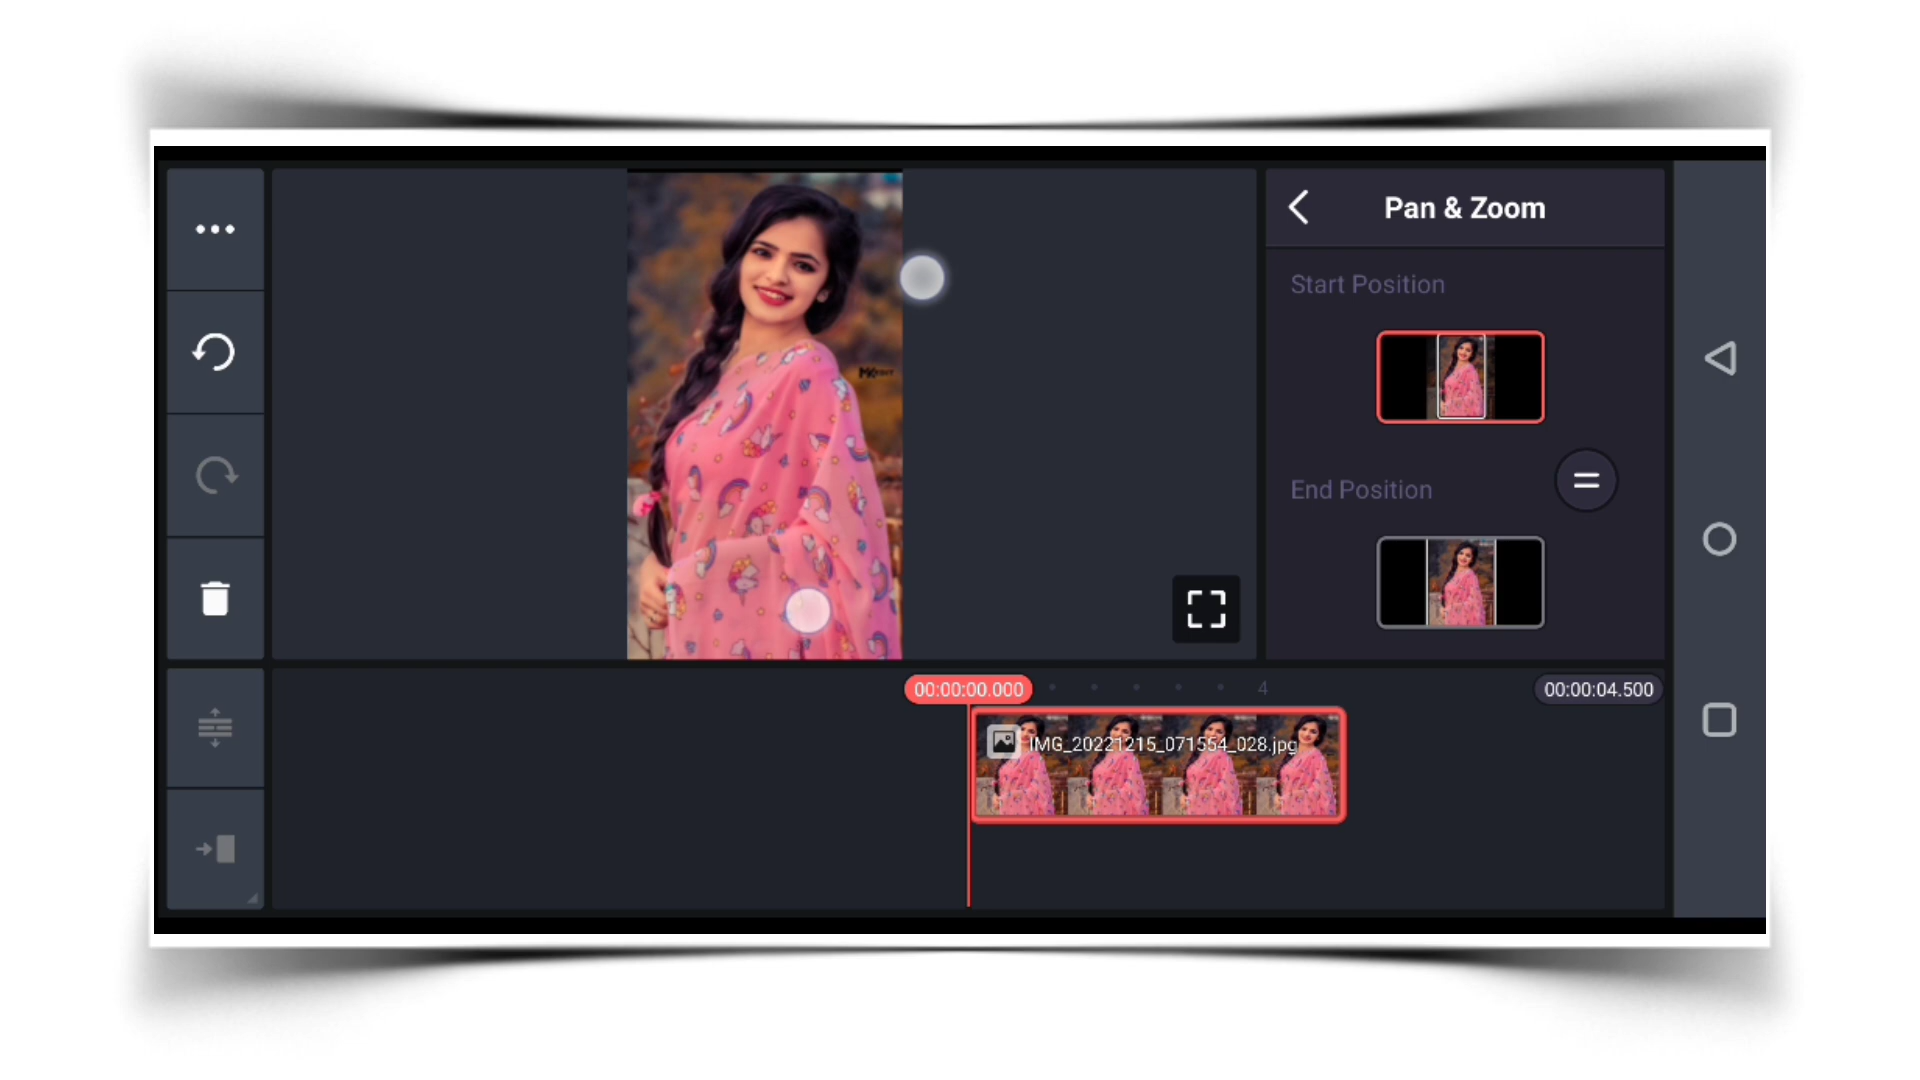 Pan & Zoom
Start Position
End Position
00:00:00.000
4
00:00:04.500
IMG_20221215_071554_028.jpg